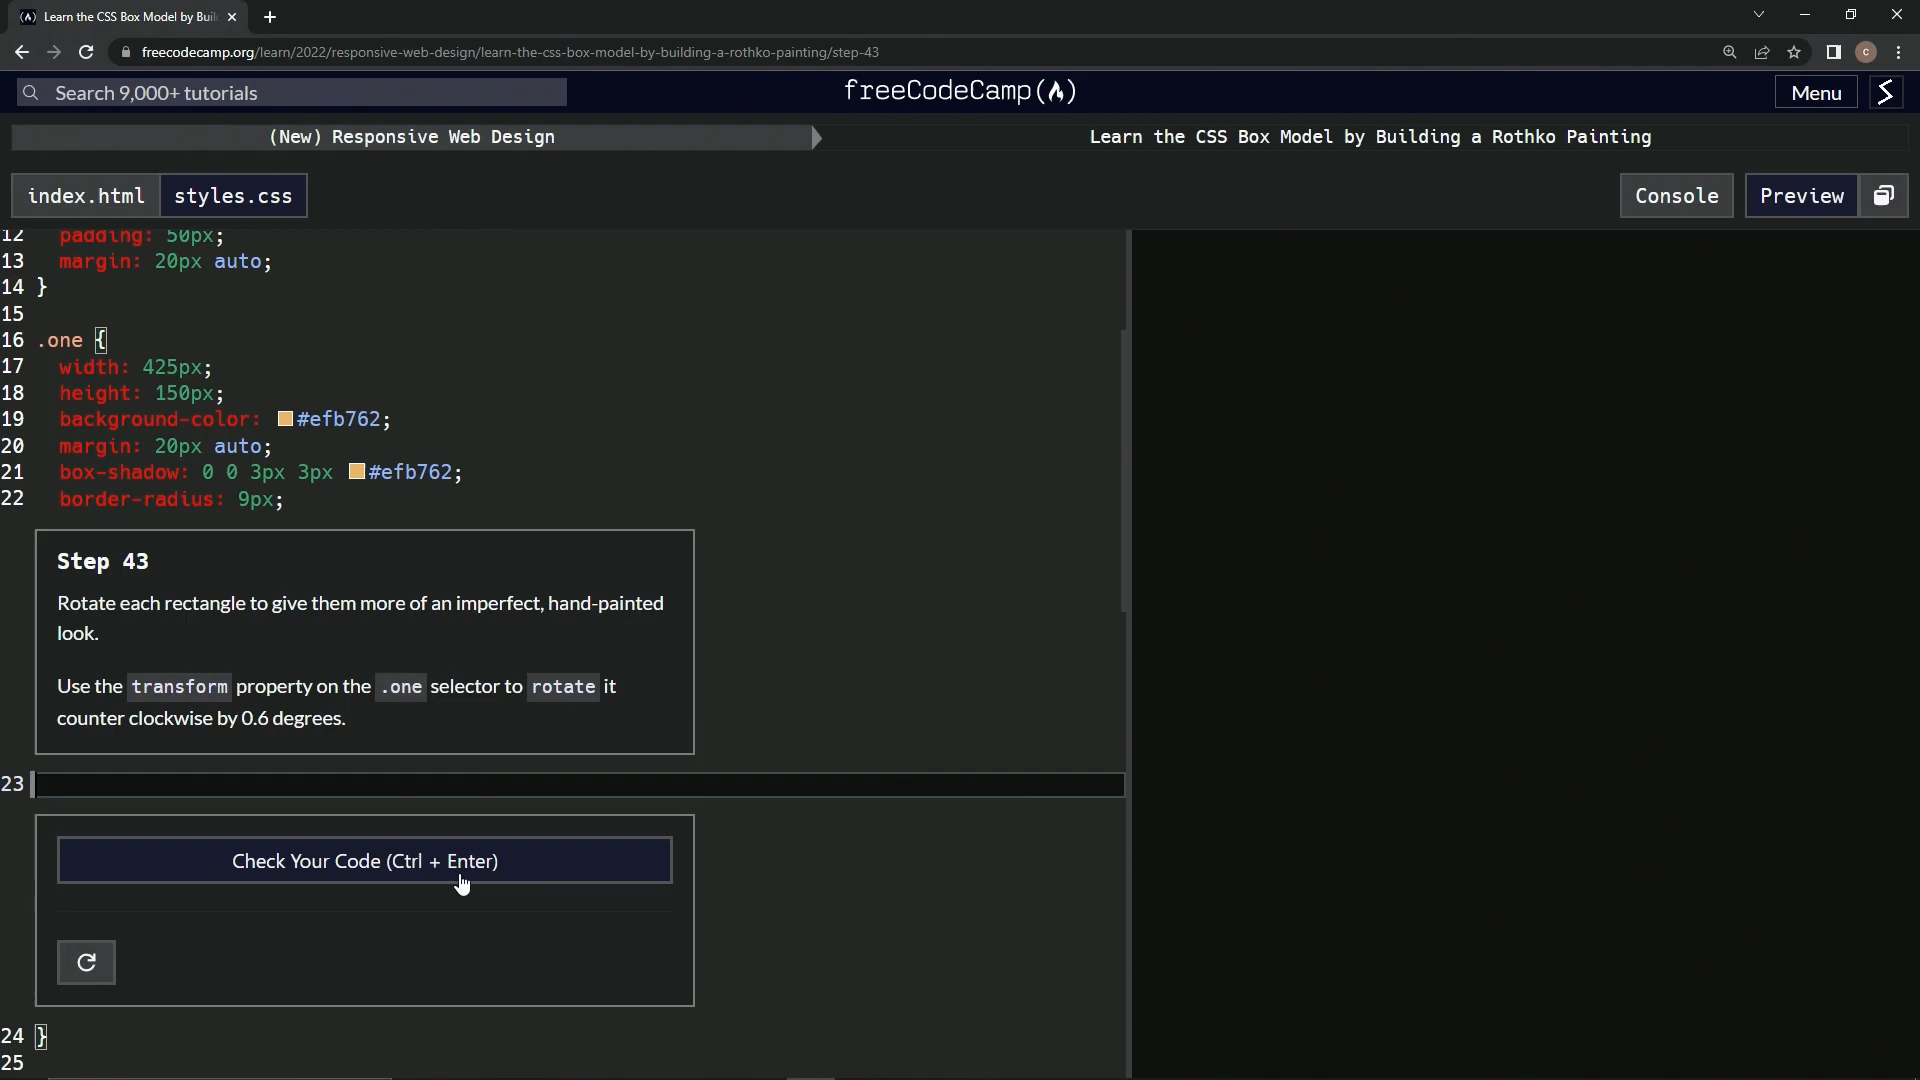 Learn the CSS Box Model by Buil
freecodecamp.org/learn/2022/responsive-web-design/learn-the-css-box-model-by-building-a-rothko-painting/step-43
C
Search 9,000+ tutorials
freeCodeCamp
Menu
(New) Responsive Web Design
Learn the CSS Box Model by Building a Rothko Painting
index.html
styles.css
Console
Preview
12 padding: 50px;
13 margin: 20px auto;
14 }
15
16 .one {
17 width: 425px;
18 height: 150px;
19 background-color: #efb762;
20 margin: 20px auto;
21 box-shadow: 0 0 3px 3px #efb762;
22 border-radius: 9px;
Step 43
Rotate each rectangle to give them more of an imperfect, hand-painted
look.
Use the transform property on the .one selector to rotate it
counter clockwise by 0.6 degrees.
23
Check Your Code (Ctrl + Enter)
24 }
25